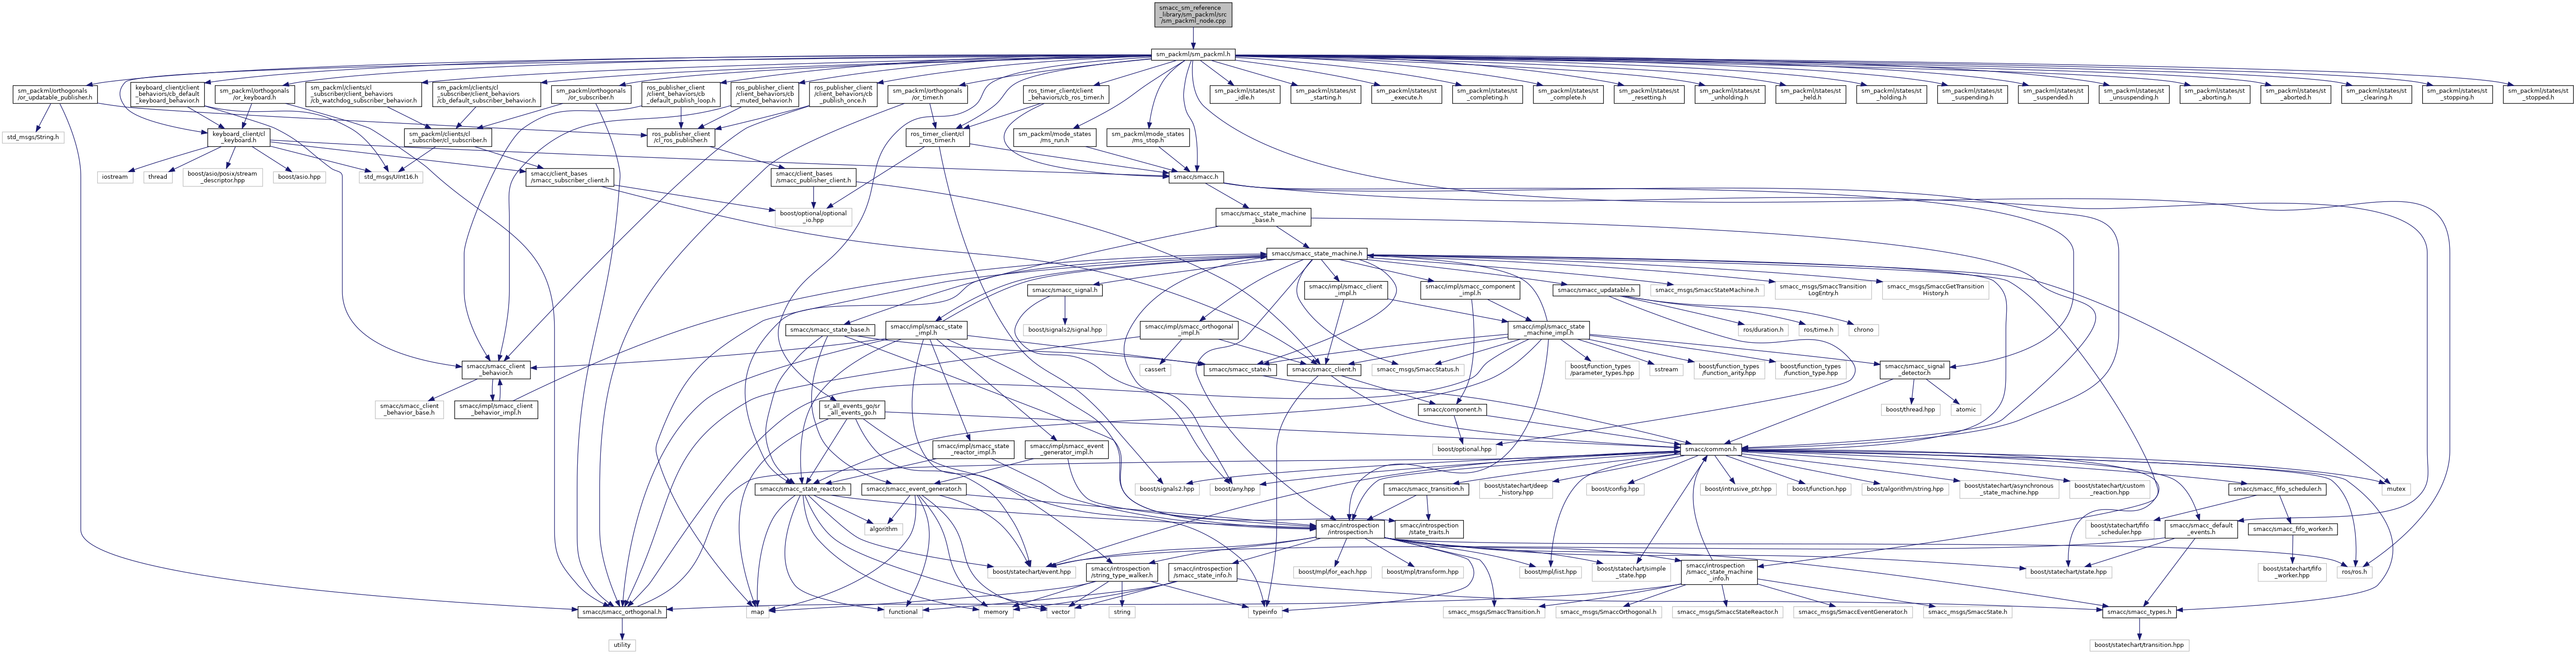 smacc_sm_reference
_library/sm_packml/src
/sm_packml_node.cpp
sm_packml/sm_packml.h
sm_packml/orthogonals
/or_updatable_publisher.h
keyboard_client/client
_behaviors/cb_default
_keyboard_behavior.h
sm_packml/orthogonals
/or_keyboard.h
sm_packml/clients/cl
_subscriber/client_behaviors
/cb_watchdog_subscriber_behavior.h
sm_packml/clients/cl
_subscriber/client_behaviors
/cb_default_subscriber_behavior.h
sm_packml/orthogonals
/or_subscriber.h
ros_publisher_client
/client_behaviors/cb
_default_publish_loop.h
ros_publisher_client
/client_behaviors/cb
_muted_behavior.h
ros_publisher_client
/client_behaviors/cb
_publish_once.h
sm_packml/orthogonals
/or_timer.h
ros_timer_client/client
_behaviors/cb_ros_timer.h
sm_packml/states/st
_idle.h
sm_packml/states/st
_starting.h
sm_packml/states/st
_execute.h
sm_packml/states/st
_completing.h
sm_packml/states/st
_complete.h
sm_packml/states/st
_resetting.h
sm_packml/states/st
_unholding.h
sm_packml/states/st
_held.h
sm_packml/states/st
_holding.h
sm_packml/states/st
_suspending.h
sm_packml/states/st
_suspended.h
sm_packml/states/st
_unsuspending.h
sm_packml/states/st
_aborting.h
sm_packml/states/st
_aborted.h
sm_packml/states/st
_clearing.h
sm_packml/states/st
_stopping.h
sm_packml/states/st
_stopped.h
std_msgs/String.h
keyboard_client/cl
_keyboard.h
sm_packml/clients/cl
_subscriber/cl_subscriber.h
ros_publisher_client
/cl_ros_publisher.h
ros_timer_client/cl
_ros_timer.h
sm_packml/mode_states
/ms_run.h
sm_packml/mode_states
/ms_stop.h
iostream
thread
boost/asio/posix/stream
_descriptor.hpp
boost/asio.hpp
std_msgs/UInt16.h
smacc/client_bases
/smacc_subscriber_client.h
smacc/client_bases
/smacc_publisher_client.h
smacc/smacc.h
boost/optional/optional
_io.hpp
smacc/smacc_state_machine
_base.h
smacc/smacc_state_machine.h
smacc/smacc_signal.h
smacc/impl/smacc_client
_impl.h
smacc/impl/smacc_component
_impl.h
smacc/smacc_updatable.h
smacc_msgs/SmaccStateMachine.h
smacc_msgs/SmaccTransition
LogEntry.h
smacc_msgs/SmaccGetTransition
History.h
smacc/smacc_state_base.h
smacc/impl/smacc_state
_impl.h
boost/signals2/signal.hpp
smacc/impl/smacc_orthogonal
_impl.h
smacc/impl/smacc_state
_machine_impl.h
ros/duration.h
ros/time.h
chrono
smacc/smacc_client
_behavior.h
cassert
smacc/smacc_state.h
smacc/smacc_client.h
smacc_msgs/SmaccStatus.h
boost/function_types
/parameter_types.hpp
sstream
boost/function_types
/function_arity.hpp
boost/function_types
/function_type.hpp
smacc/smacc_signal
_detector.h
smacc/smacc_client
_behavior_base.h
smacc/impl/smacc_client
_behavior_impl.h
sr_all_events_go/sr
_all_events_go.h
smacc/component.h
boost/thread.hpp
atomic
smacc/impl/smacc_state
_reactor_impl.h
smacc/impl/smacc_event
_generator_impl.h
boost/optional.hpp
smacc/common.h
smacc/smacc_state_reactor.h
smacc/smacc_event_generator.h
boost/signals2.hpp
boost/any.hpp
smacc/smacc_transition.h
boost/statechart/deep
_history.hpp
boost/config.hpp
boost/intrusive_ptr.hpp
boost/function.hpp
boost/algorithm/string.hpp
boost/statechart/asynchronous
_state_machine.hpp
boost/statechart/custom
_reaction.hpp
smacc/smacc_fifo_scheduler.h
mutex
algorithm
smacc/introspection
/introspection.h
smacc/introspection
/state_traits.h
boost/statechart/fifo
_scheduler.hpp
smacc/smacc_default
_events.h
smacc/smacc_fifo_worker.h
boost/statechart/event.hpp
smacc/introspection
/string_type_walker.h
smacc/introspection
/smacc_state_info.h
boost/mpl/for_each.hpp
boost/mpl/transform.hpp
boost/mpl/list.hpp
boost/statechart/simple
_state.hpp
smacc/introspection
/smacc_state_machine
_info.h
boost/statechart/state.hpp
boost/statechart/fifo
_worker.hpp
ros/ros.h
smacc/smacc_orthogonal.h
map
functional
memory
vector
string
typeinfo
smacc_msgs/SmaccTransition.h
smacc_msgs/SmaccOrthogonal.h
smacc_msgs/SmaccStateReactor.h
smacc_msgs/SmaccEventGenerator.h
smacc_msgs/SmaccState.h
smacc/smacc_types.h
utility
boost/statechart/transition.hpp